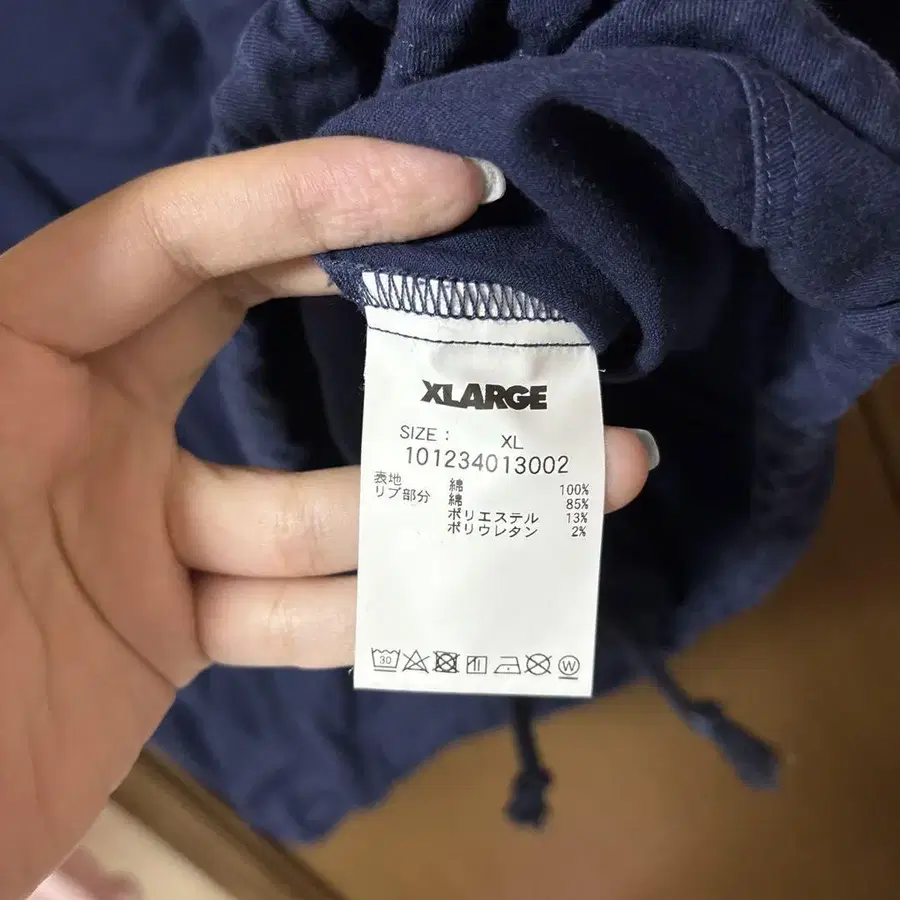 XLARGE
SIZE : XL
101234013002
表地 綿 100%
リブ部分 綿 85%
ポリエステル 13%
ポリウレタン 2%
30 W